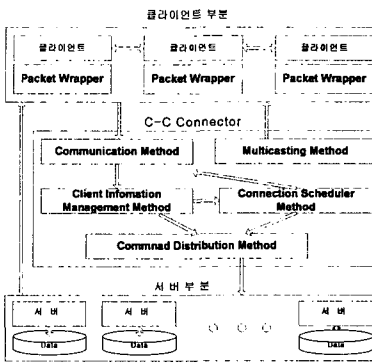 클라이언트 부분
클라이언트 클라이언트 클라이언트
Packet Wrapper Packet Wrapper Packet Wrapper
C-C Connector
Communication Method Multicasting Method
Client Infomation Management Method
Connection Scheduler Method
Commnad Distribution Method
서버부분
서 버 서 버 서 버
Data Data Data